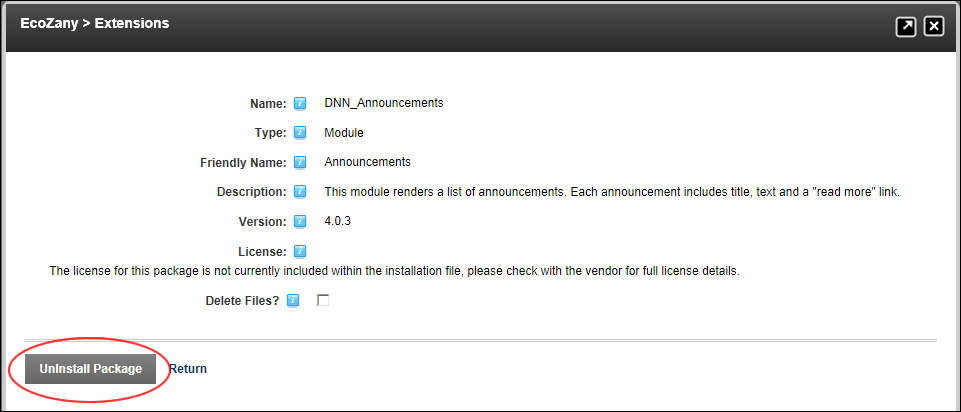 EcoZany > Extensions
Name: DNN_Announcements
Type: Module
Friendly Name: Announcements
Description: This module renders a list of announcements. Each announcement includes title, text and a "read more" link.
Version: 4.0.3
License:
The license for this package is not currently included within the installation file, please check with the vendor for full license details.
Delete Files?
UnInstall Package Return